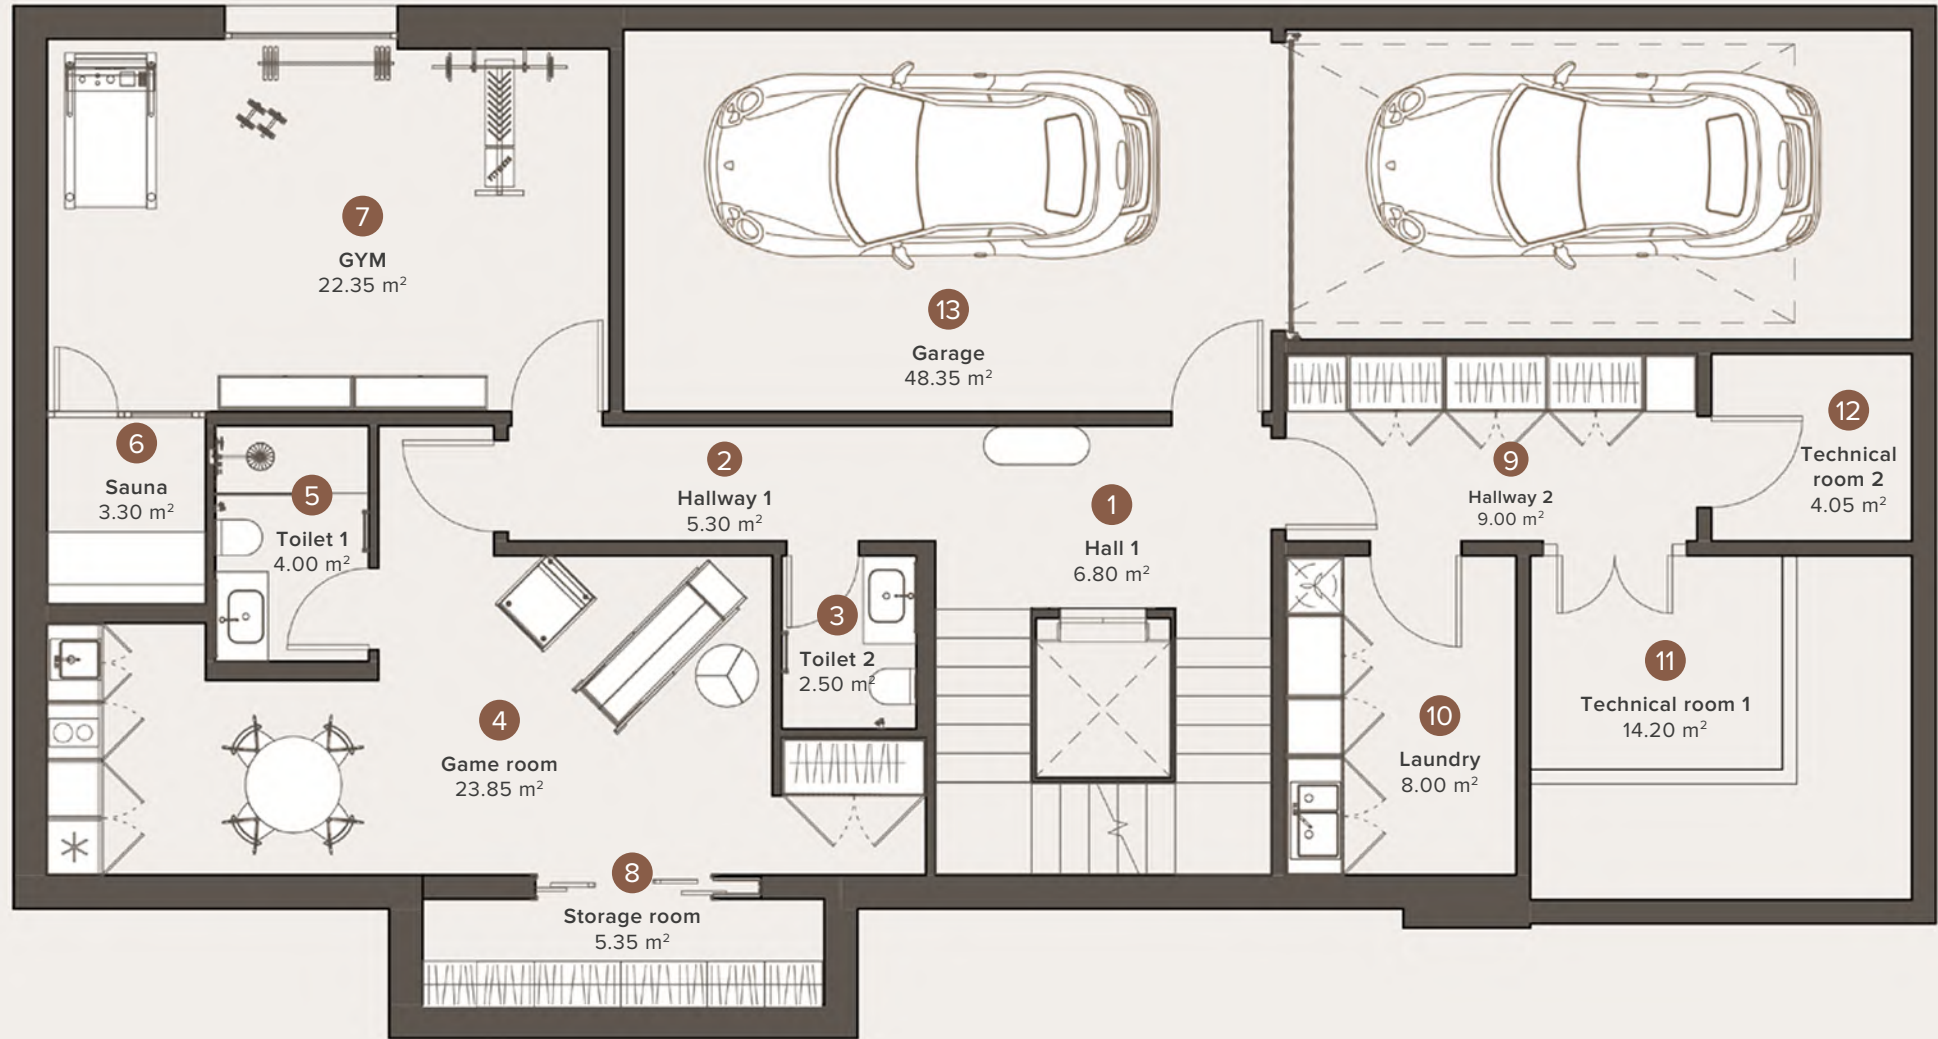 7
GYM
22.35 m²
13
Garage
48.35 m²
6
Sauna
3.30 m²
5
Toilet 1
4.00 m²
2
Hallway 1
5.30 m²
1
Hall 1
6.80 m²
9
Hallway 2
9.00 m²
12
Technical
room 2
4.05 m²
3
Toilet 2
2.50 m²
4
Game room
23.85 m²
10
Laundry
8.00 m²
11
Technical room 1
14.20 m²
8
Storage room
5.35 m²